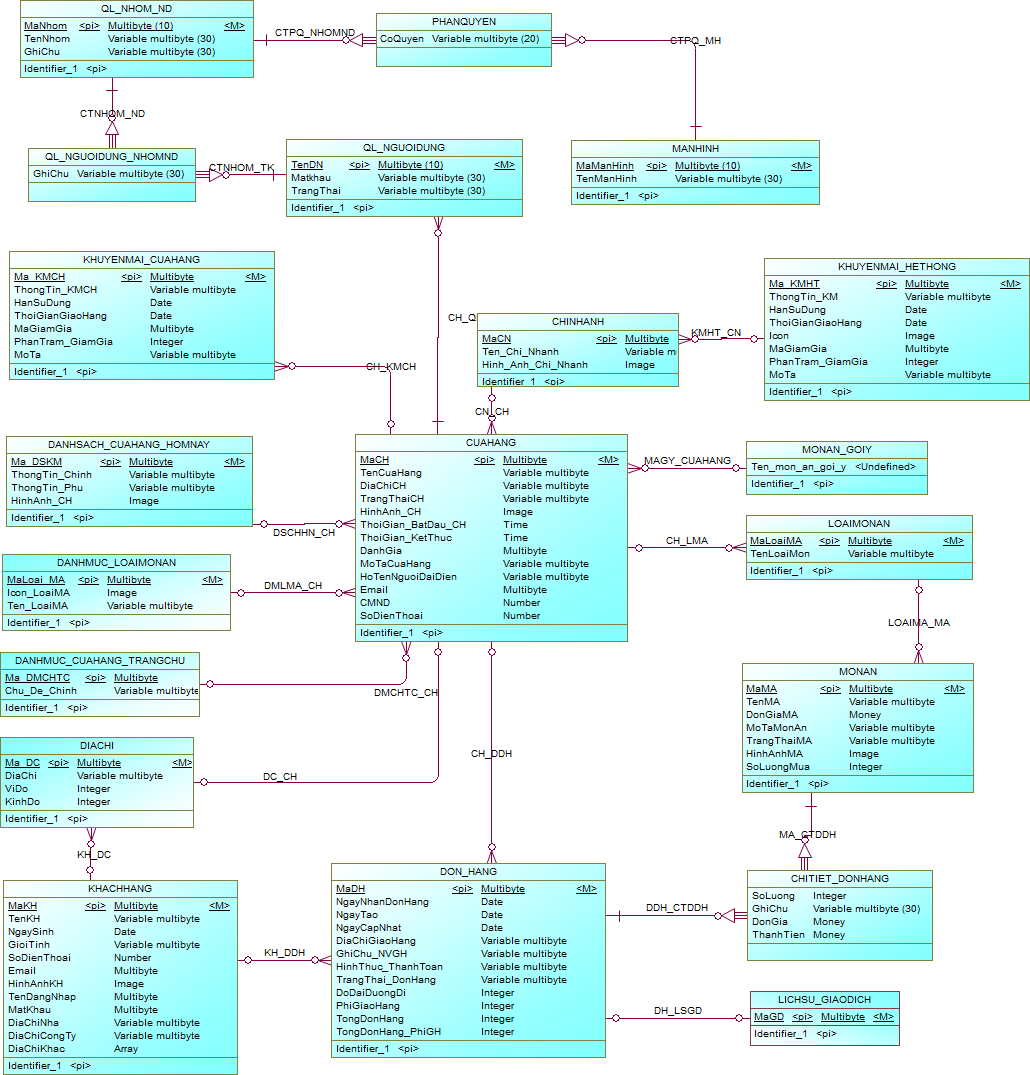 QL_NHOM_ND
MaNhom <pi> Multibyte (10) <M>
TenNhom Variable multibyte (30)
GhiChu Variable multibyte (30)
Identifier_1 <pi>
CTPQ_NHOMND
PHANQUYEN
CoQuyen Variable multibyte (20)
CTPQ_MH
CTNHOM_ND
QL_NGUOIDUNG_NHOMND
GhiChu Variable multibyte (30)
CTNHOM_TK
QL_NGUOIDUNG
TenDN <pi> Multibyte (10) <M>
Matkhau Variable multibyte (30)
TrangThai Variable multibyte (30)
Identifier_1 <pi>
MANHINH
MaManHinh <pi> Multibyte (10) <M>
TenManHinh Variable multibyte (30)
Identifier_1 <pi>
KHUYENMAI_CUAHANG
Ma_KMCH <pi> Multibyte <M>
ThongTin_KMCH Variable multibyte
HanSuDung Date
ThoiGianGiaoHang Date
MaGiamGia Multibyte
PhanTram_GiamGia Integer
MoTa Variable multibyte
Identifier_1 <pi>
CH_KMCH
CH_Q
CHINHANH
MaCN <pi> Multibyte
Ten_Chi_Nhanh Variable m
Hinh_Anh_Chi_Nhanh Image
Identifier_1 <pi>
KMHT_CN
CN_CH
KHUYENMAI_HETHONG
Ma_KMHT <pi> Multibyte <M>
ThongTin_KM Variable multibyte
HanSuDung Date
ThoiGianGiaoHang Date
Icon Image
MaGiamGia Multibyte
PhanTram_GiamGia Integer
MoTa Variable multibyte
Identifier_1 <pi>
DANHSACH_CUAHANG_HOMNAY
Ma_DSKM <pi> Multibyte <M>
ThongTin_Chinh Variable multibyte
ThongTin_Phu Variable multibyte
HinhAnh_CH Image
Identifier_1 <pi>
DSCHHN_CH
CUAHANG
MaCH <pi> Multibyte <M>
TenCuaHang Variable multibyte
DiaChiCH Variable multibyte
TrangThaiCH Variable multibyte
HinhAnh_CH Image
ThoiGian_BatDau_CH Time
ThoiGian_KetThuc Time
DanhGia Multibyte
MoTaCuaHang Variable multibyte
HoTenNguoiDaiDien Variable multibyte
Email Multibyte
CMND Number
SoDienThoai Number
Identifier_1 <pi>
MAGY_CUAHANG
MONAN_GOIY
Ten_mon_an_goi_y <Undefined>
Identifier_1 <pi>
CH_LMA
LOAIMONAN
MaLoaiMA <pi> Multibyte <M>
TenLoaiMon Variable multibyte
Identifier_1 <pi>
LOAIMA_MA
DANHMUC_LOAIMONAN
MaLoai_MA <pi> Multibyte <M>
Icon_LoaiMA Image
Ten_LoaiMA Variable multibyte
Identifier_1 <pi>
DMLMA_CH
DANHMUC_CUAHANG_TRANGCHU
Ma_DMCHTC <pi> Multibyte
Chu_De_Chinh Variable multibyte
Identifier_1 <pi>
DMCHTC_CH
MONAN
MaMA <pi> Multibyte <M>
TenMA Variable multibyte
DonGiaMA Money
MoTaMonAn Variable multibyte
TrangThaiMA Variable multibyte
HinhAnhMA Image
SoLuongMua Integer
Identifier_1 <pi>
DIACHI
Ma_DC <pi> Multibyte <M>
DiaChi Variable multibyte
ViDo Integer
KinhDo Integer
Identifier_1 <pi>
DC_CH
CH_DDH
KH_DC
MA_CTDDH
KHACHHANG
MaKH <pi> Multibyte <M>
TenKH Variable multibyte
NgaySinh Date
GioiTinh Variable multibyte
SoDienThoai Number
Email Multibyte
HinhAnhKH Image
TenDangNhap Multibyte
MatKhau Multibyte
DiaChiNha Variable multibyte
DiaChiCongTy Variable multibyte
DiaChiKhac Array
Identifier_1 <pi>
KH_DDH
DON_HANG
MaDH <pi> Multibyte <M>
NgayNhanDonHang Date
NgayTao Date
NgayCapNhat Date
DiaChiGiaoHang Variable multibyte
GhiChu_NVGH Variable multibyte
HinhThuc_ThanhToan Variable multibyte
TrangThai_DonHang Variable multibyte
DoDaiDuongDi Integer
PhiGiaoHang Integer
TongDonHang Integer
TongDonHang_PhiGH Integer
Identifier_1 <pi>
DDH_CTDDH
CHITIET_DONHANG
SoLuong Integer
GhiChu Variable multibyte (30)
DonGia Money
ThanhTien Money
DH_LSGD
LICHSU_GIAODICH
MaGD <pi> Multibyte <M>
Identifier_1 <pi>